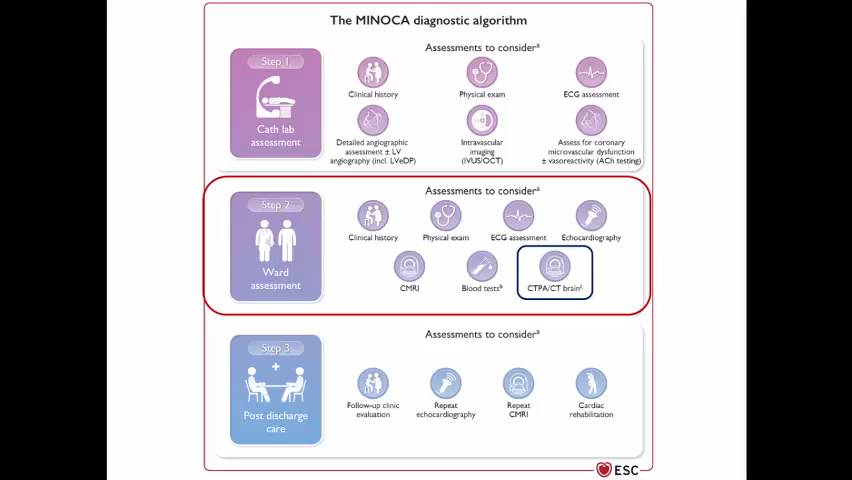 The MINOCA diagnostic algorithm
Step 1
Cath lab
assessment
Assessments to considerᵃ
Clinical history
Physical exam
ECG assessment
Detailed angiographic
assessment ± LV
angiography (incl. LVeDP)
Intravascular
imaging
(IVUS/OCT)
Assess for coronary
microvascular dysfunction
± vasoreactivity (ACh testing)
Step 2
Ward
assessment
Assessments to considerᵃ
Clinical history
Physical exam
ECG assessment
Echocardiography
CMRI
Blood testsᵇ
CTPA/CT brainᶜ
Step 3
Post discharge
care
Assessments to considerᵃ
Follow-up clinic
evaluation
Repeat
echocardiography
Repeat
CMRI
Cardiac
rehabilitation
ESC